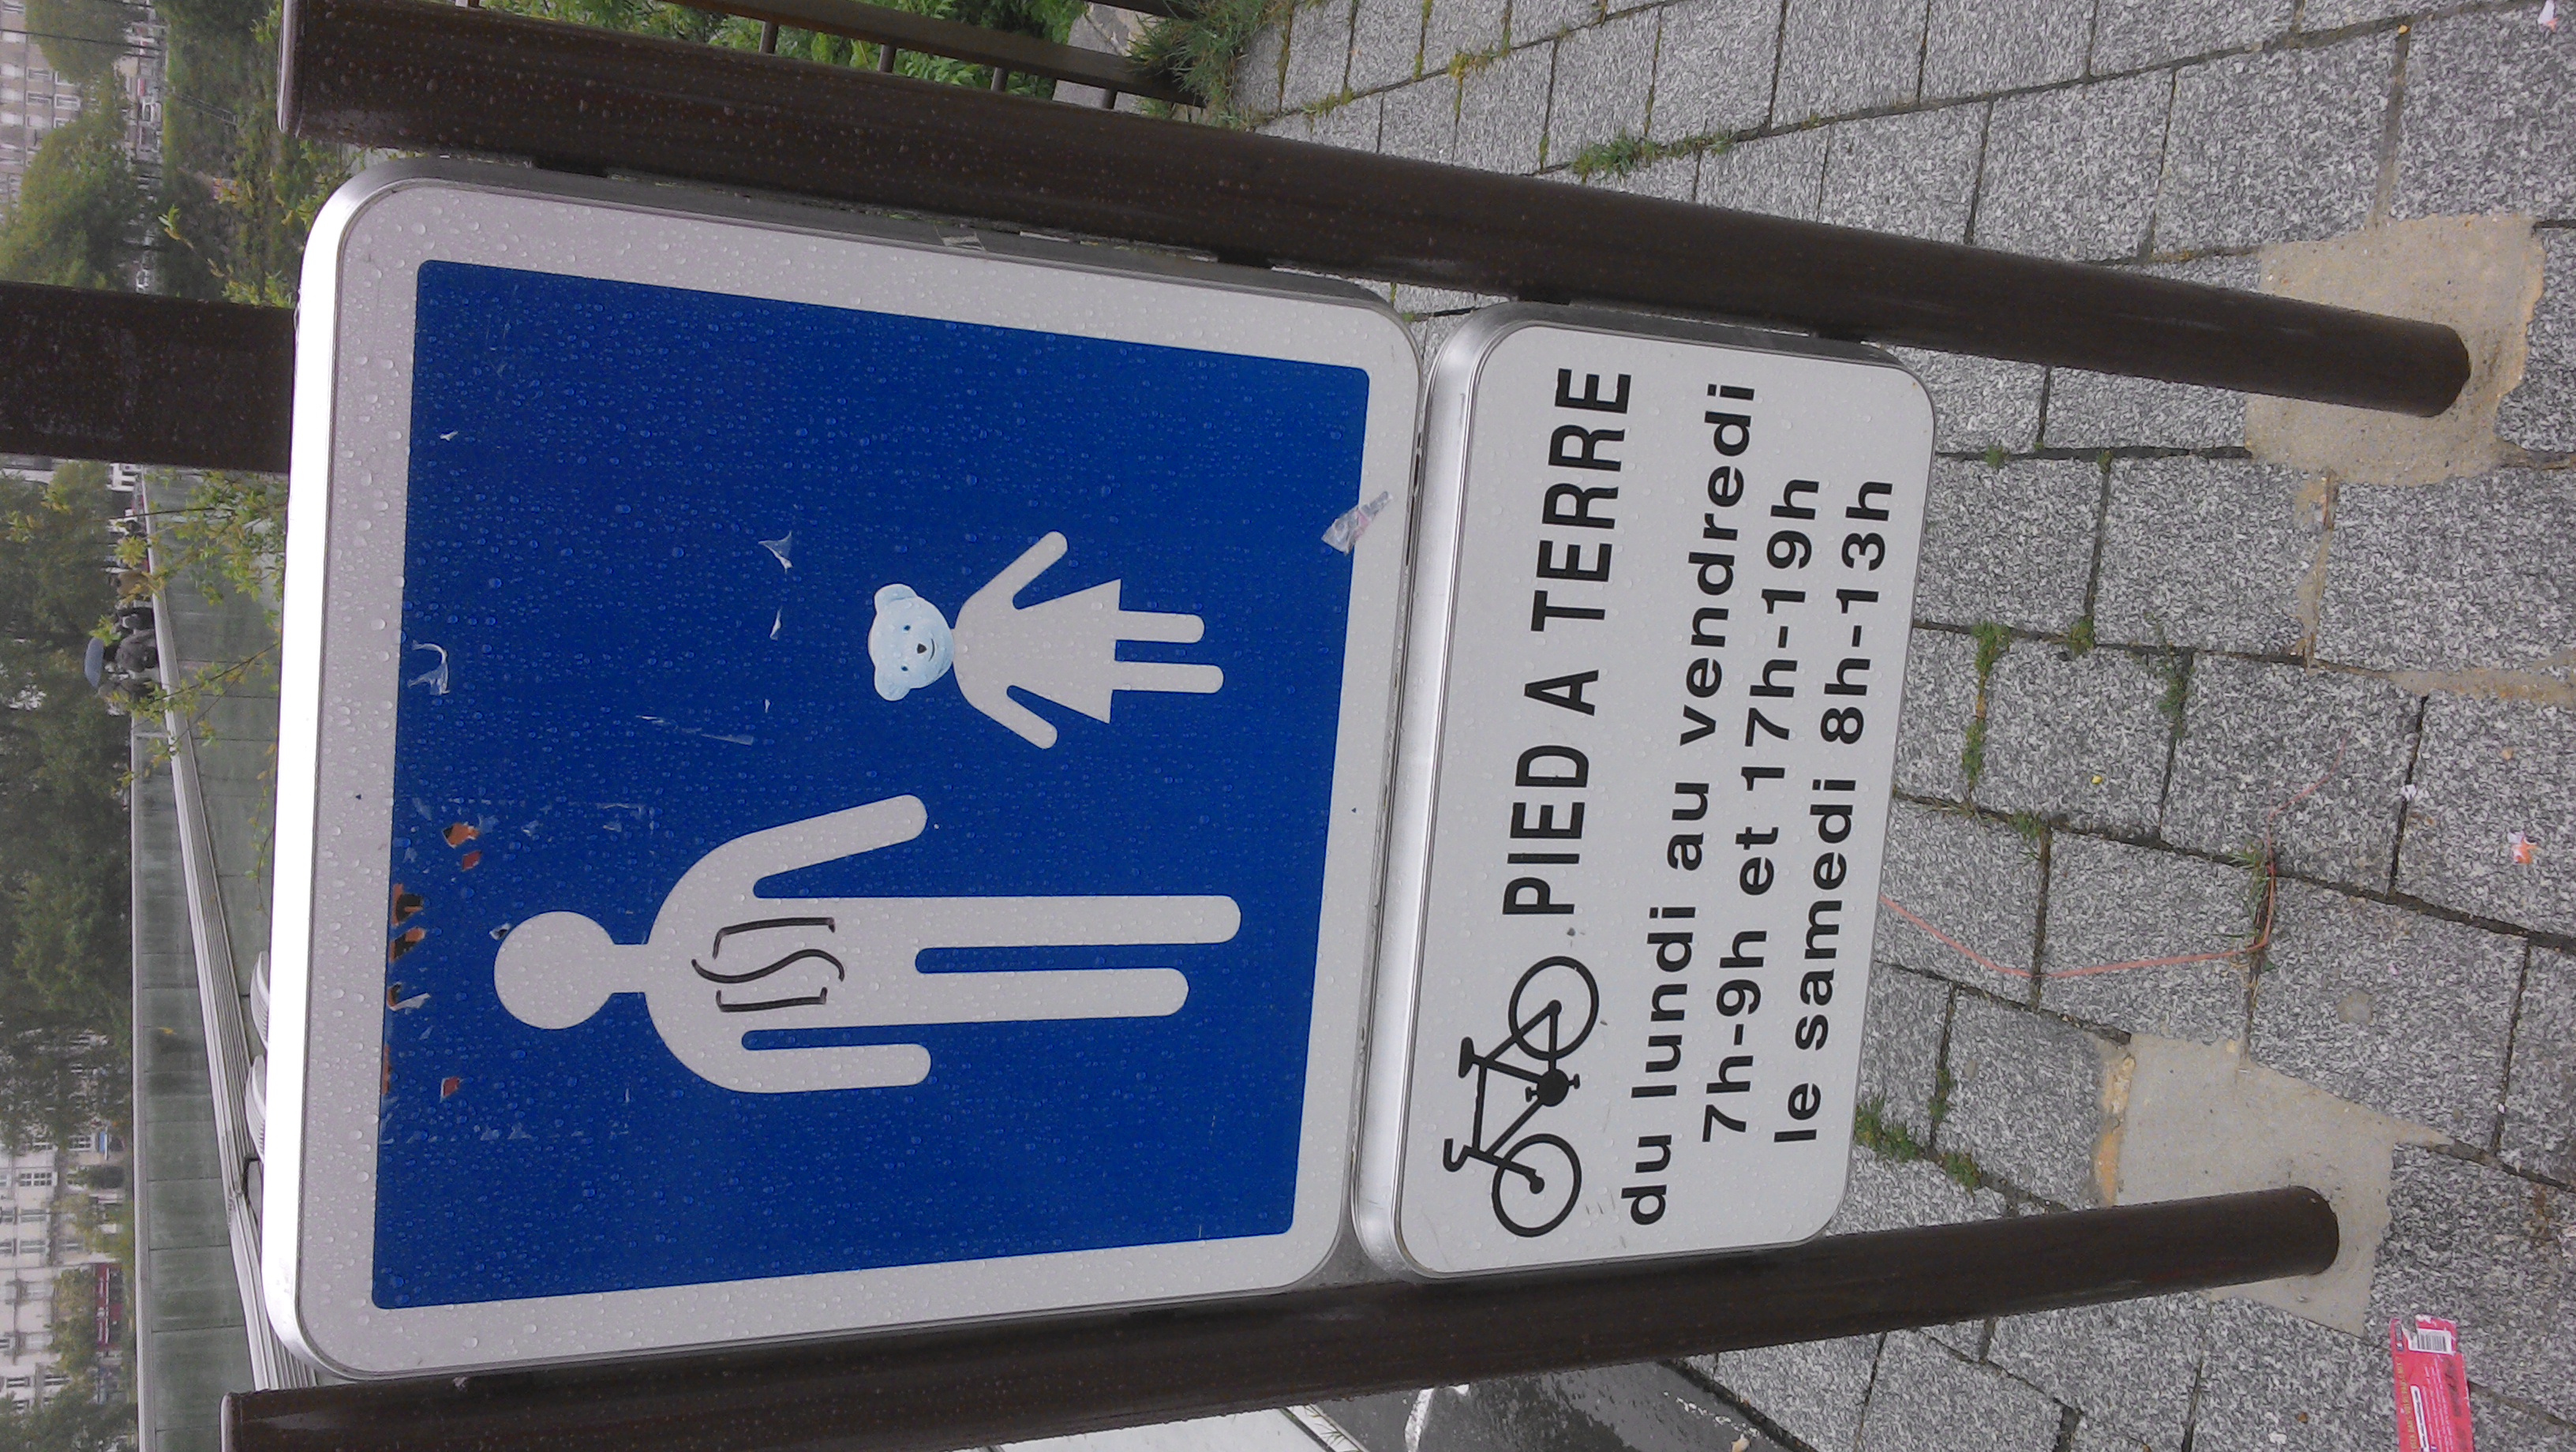 PIED A TERRE
du lundi au vendredi
7h-9h et 17h-19h
le samedi 8h-13h